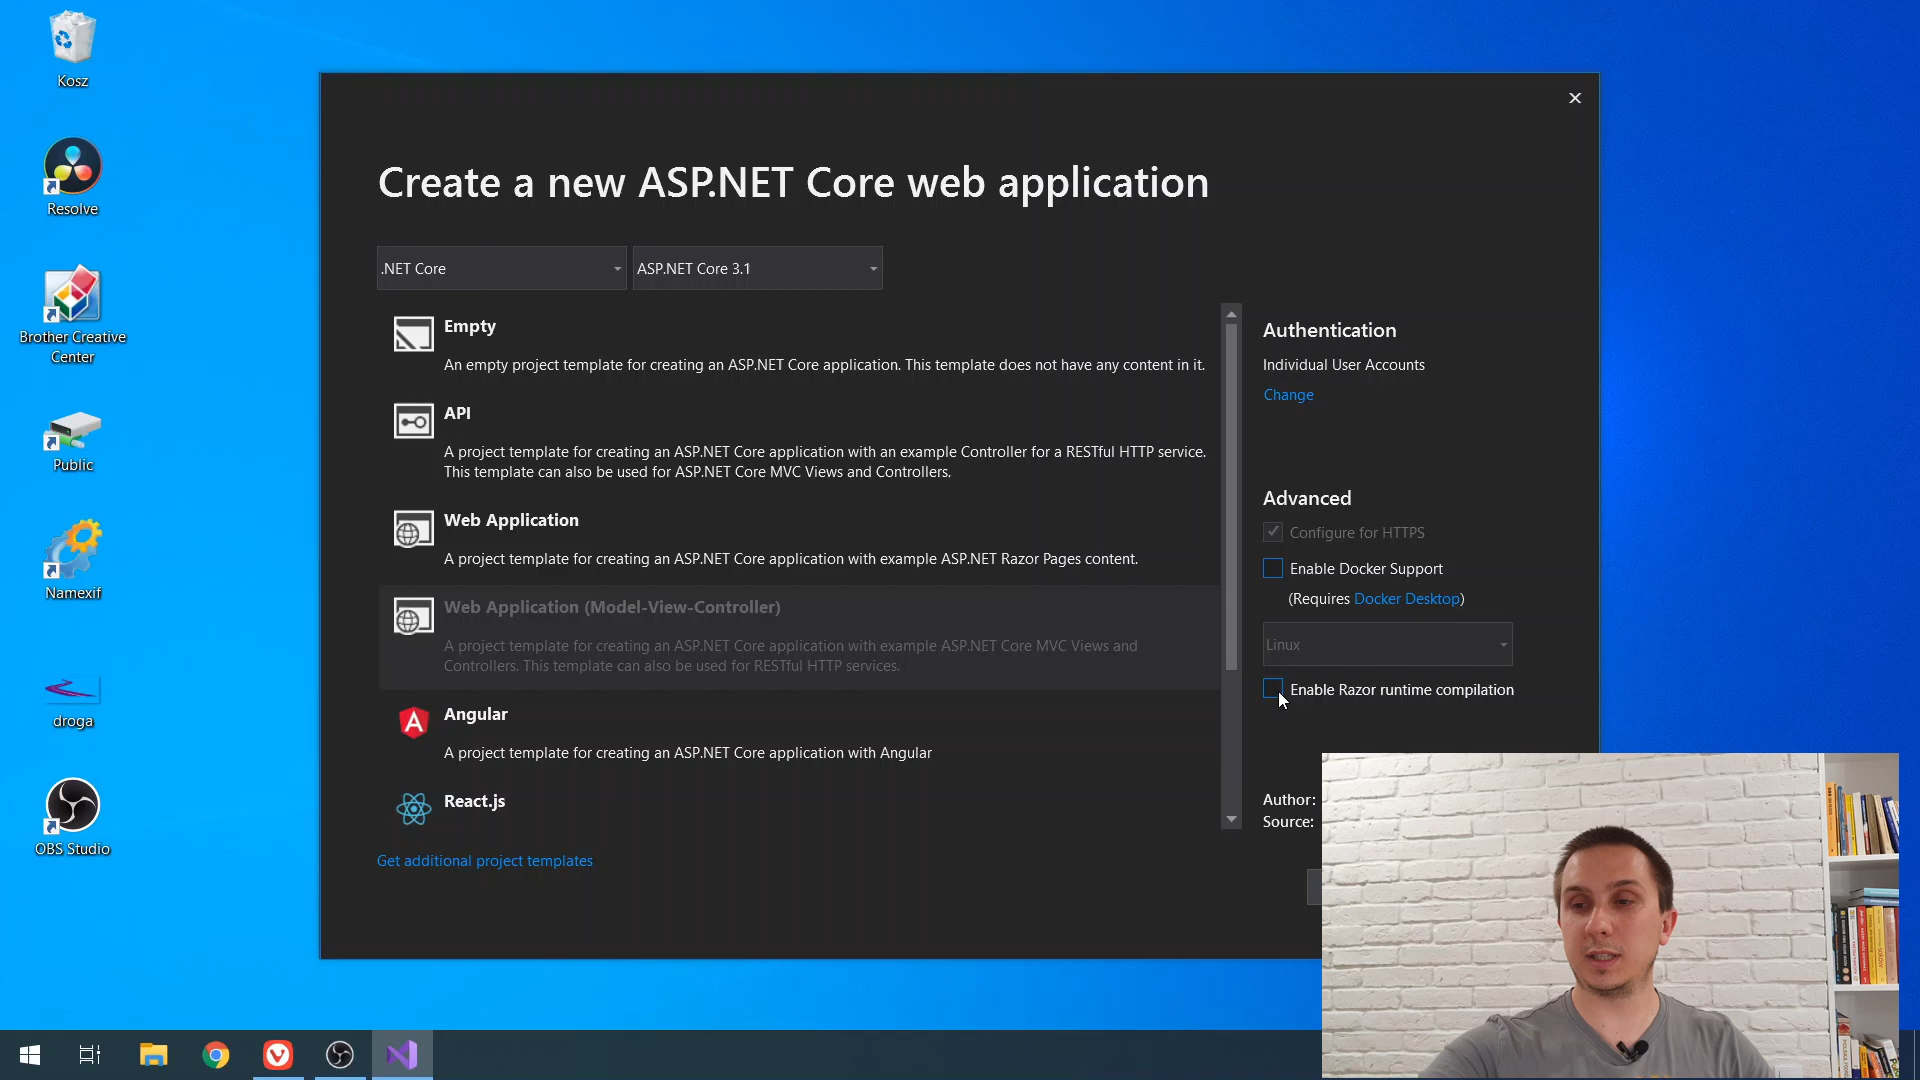 Kosz
Resolve
Brother Creative
Center
Public
Namexif
droga
OBS Studio
Create a new ASP.NET Core web application
.NET Core
ASP.NET Core 3.1
Empty
An empty project template for creating an ASP.NET Core application. This template does not have any content in it.
API
A project template for creating an ASP.NET Core application with an example Controller for a RESTful HTTP service.
This template can also be used for ASP.NET Core MVC Views and Controllers.
Web Application
A project template for creating an ASP.NET Core application with example ASP.NET Razor Pages content.
Web Application (Model-View-Controller)
A project template for creating an ASP.NET Core application with example ASP.NET Core MVC Views and
Controllers. This template can also be used for RESTful HTTP services.
Angular
A project template for creating an ASP.NET Core application with Angular
React.js
Get additional project templates
Authentication
Individual User Accounts
Change
Advanced
Configure for HTTPS
Enable Docker Support
(Requires Docker Desktop)
Linux
Enable Razor runtime compilation
Author:
Source: